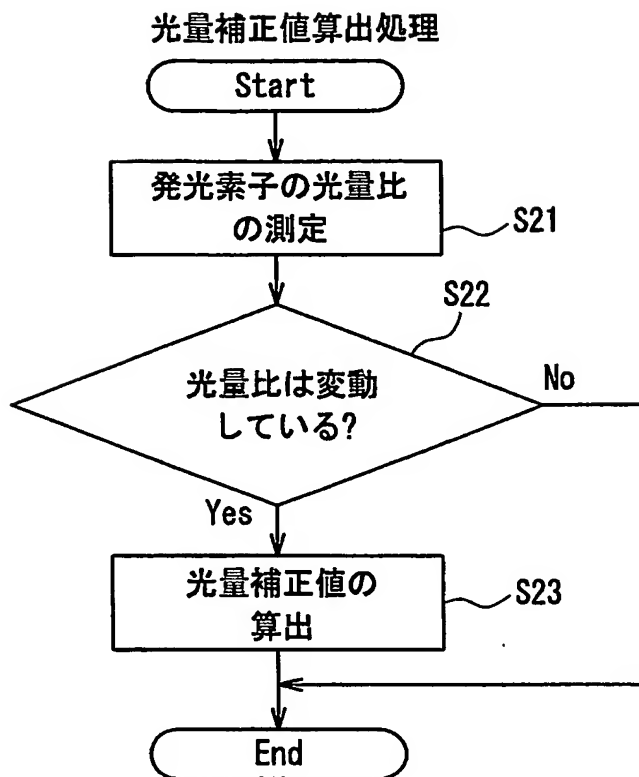 光量補正値算出処理
Start
発光素子の光量比
の測定
S21
S22
光量比は変動
している?
No
Yes
光量補正値の
算出
S23
End